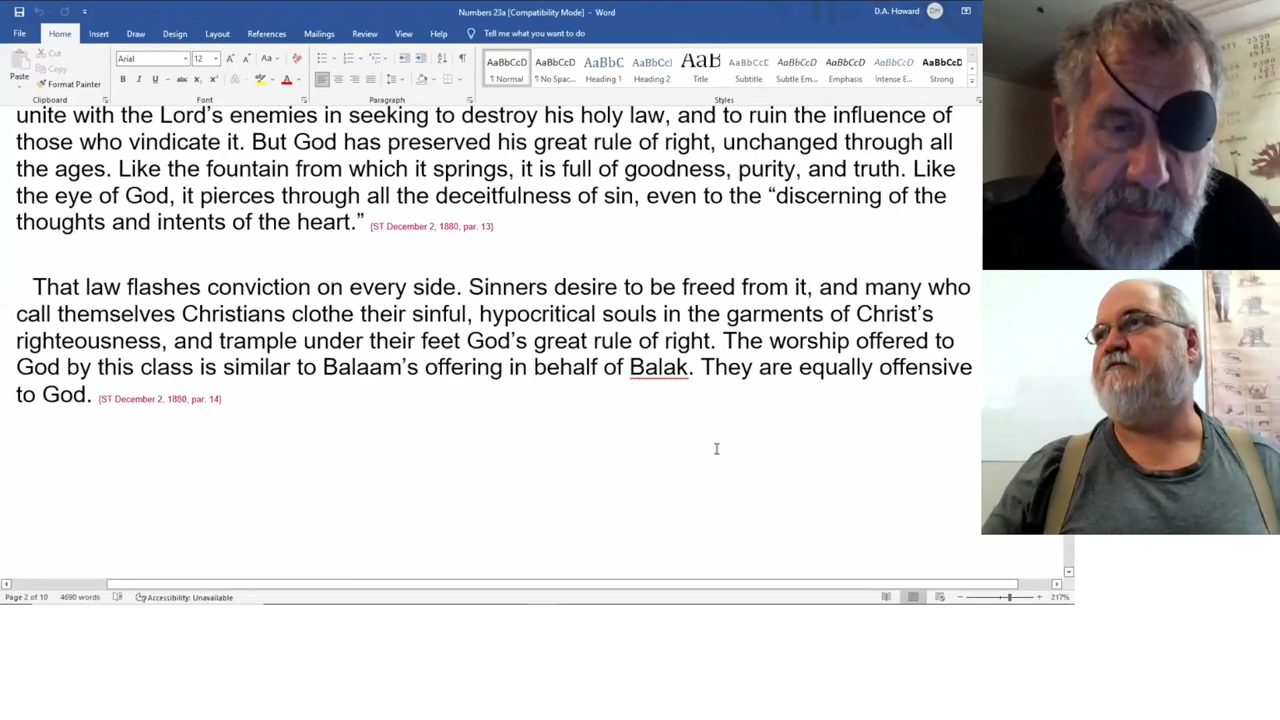 Numbers 23a [Compatibility Mode] - Word
D.A. Howard
DH
File Home Insert Draw Design Layout References Mailings Review View Help Tell me what you want to do
Paste
Cut
Copy
Format Painter
Clipboard
Arial 12
Font
Paragraph
AaBbCcD AaBbCcD AaBbC AaBbCcI AaB AaBbCcD AaBbCcD AaBbCcD AaBbCcD AaBbCcD
¶ Normal ¶ No Spac... Heading 1 Heading 2 Title Subtitle Subtle Em... Emphasis Intense E... Strong
Styles
unite with the Lord’s enemies in seeking to destroy his holy law, and to ruin the influence of
those who vindicate it. But God has preserved his great rule of right, unchanged through all
the ages. Like the fountain from which it springs, it is full of goodness, purity, and truth. Like
the eye of God, it pierces through all the deceitfulness of sin, even to the “discerning of the
thoughts and intents of the heart.” {ST December 2, 1880, par. 13}
That law flashes conviction on every side. Sinners desire to be freed from it, and many who
call themselves Christians clothe their sinful, hypocritical souls in the garments of Christ’s
righteousness, and trample under their feet God’s great rule of right. The worship offered to
God by this class is similar to Balaam’s offering in behalf of Balak. They are equally offensive
to God. {ST December 2, 1880, par. 14}
Page 2 of 10 4690 words Accessibility: Unavailable 217%